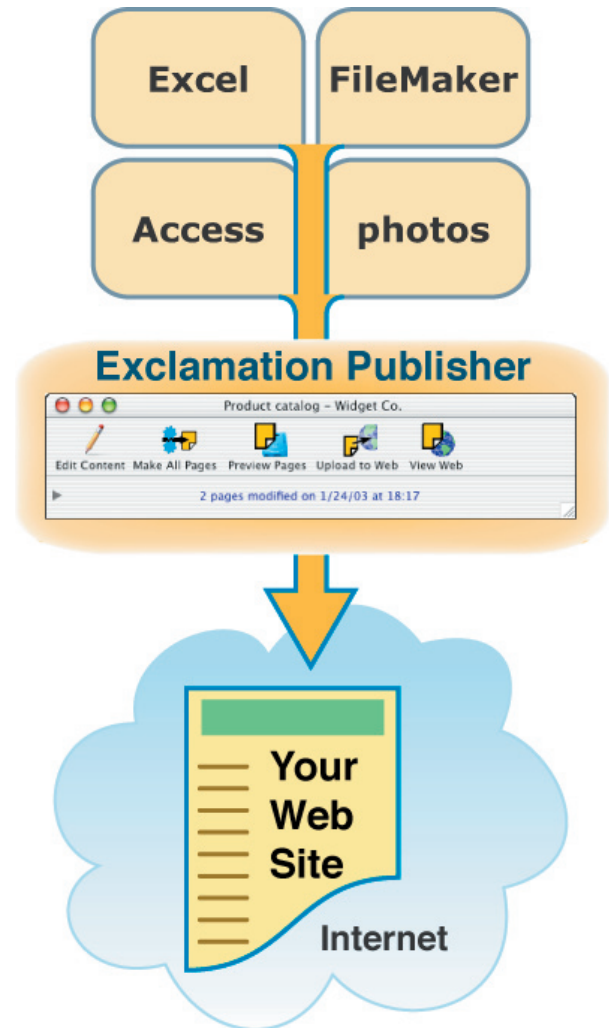 Excel FileMaker
Access photos
Exclamation Publisher
Product catalog – Widget Co.
Edit Content Make All Pages Preview Pages Upload to Web View Web
2 pages modified on 1/24/03 at 18:17
Your
Web
Site
Internet